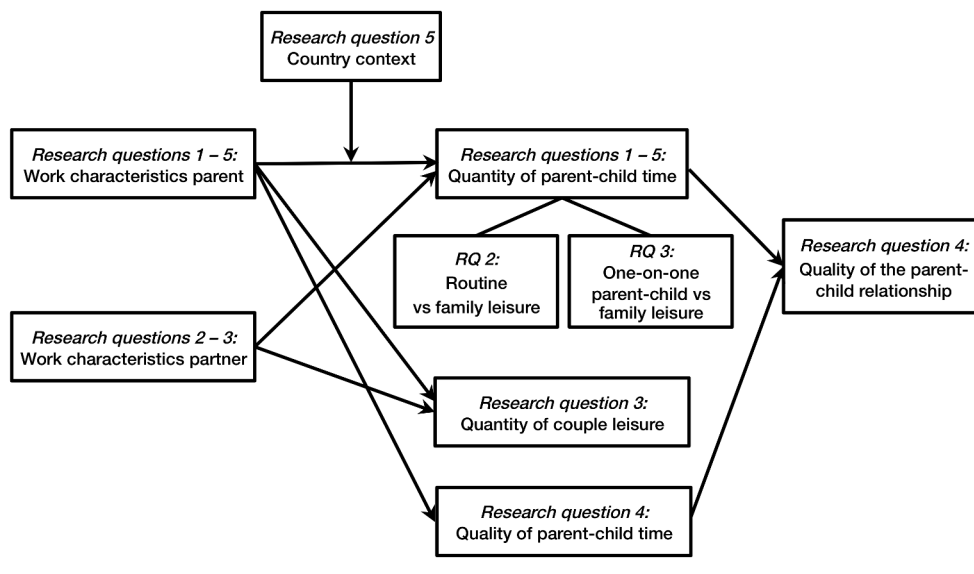 Research question 5
Country context
Research questions 1 – 5:
Work characteristics parent
Research questions 1 – 5:
Quantity of parent-child time
RQ 2:
Routine
vs family leisure
RQ 3:
One-on-one
parent-child vs
family leisure
Research question 4:
Quality of the parent-
child relationship
Research questions 2 – 3:
Work characteristics partner
Research question 3:
Quantity of couple leisure
Research question 4:
Quality of parent-child time